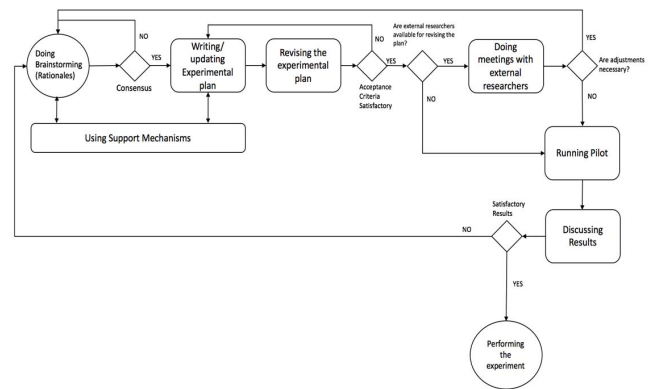 Doing
Brainstorming
(Rationales)
NO
YES
Consensus
Writing/
updating
Experimental
plan
Revising the
experimental
plan
NO
YES
Acceptance
Criteria
Satisfactory
Are external researchers
available for revising the
plan?
YES
NO
Doing
meetings with
external
researchers
YES
Are adjustments
necessary?
NO
Using Support Mechanisms
Running Pilot
Discussing
Results
Satisfactory
Results
NO
YES
Performing
the
experiment